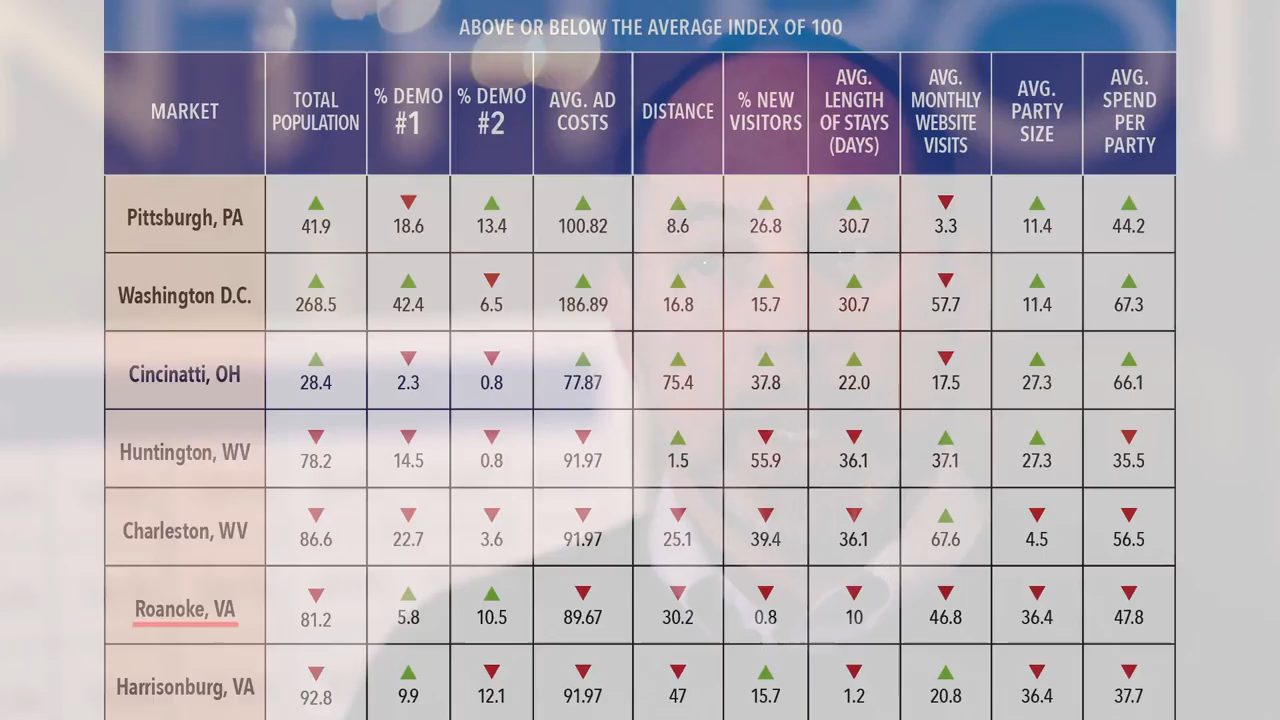 ABOVE OR BELOW THE AVERAGE INDEX OF 100
MARKET
TOTAL
POPULATION
% DEMO
#1
% DEMO
#2
AVG. AD
COSTS
DISTANCE
% NEW
VISITORS
AVG.
LENGTH
OF STAYS
(DAYS)
AVG.
MONTHLY
WEBSITE
VISITS
AVG.
PARTY
SIZE
AVG.
SPEND
PER
PARTY
Pittsburgh, PA 41.9 18.6 13.4 100.82 8.6 26.8 30.7 3.3 11.4 44.2
Washington D.C. 268.5 42.4 6.5 186.89 16.8 15.7 30.7 57.7 11.4 67.3
Cincinatti, OH 28.4 2.3 0.8 77.87 75.4 37.8 22.0 17.5 27.3 66.1
Huntington, WV 78.2 14.5 0.8 91.97 1.5 55.9 36.1 37.1 27.3 35.5
Charleston, WV 86.6 22.7 3.6 91.97 25.1 39.4 36.1 67.6 4.5 56.5
Roanoke, VA 81.2 5.8 10.5 89.67 30.2 0.8 10 46.8 36.4 47.8
Harrisonburg, VA 92.8 9.9 12.1 91.97 47 15.7 1.2 20.8 36.4 37.7